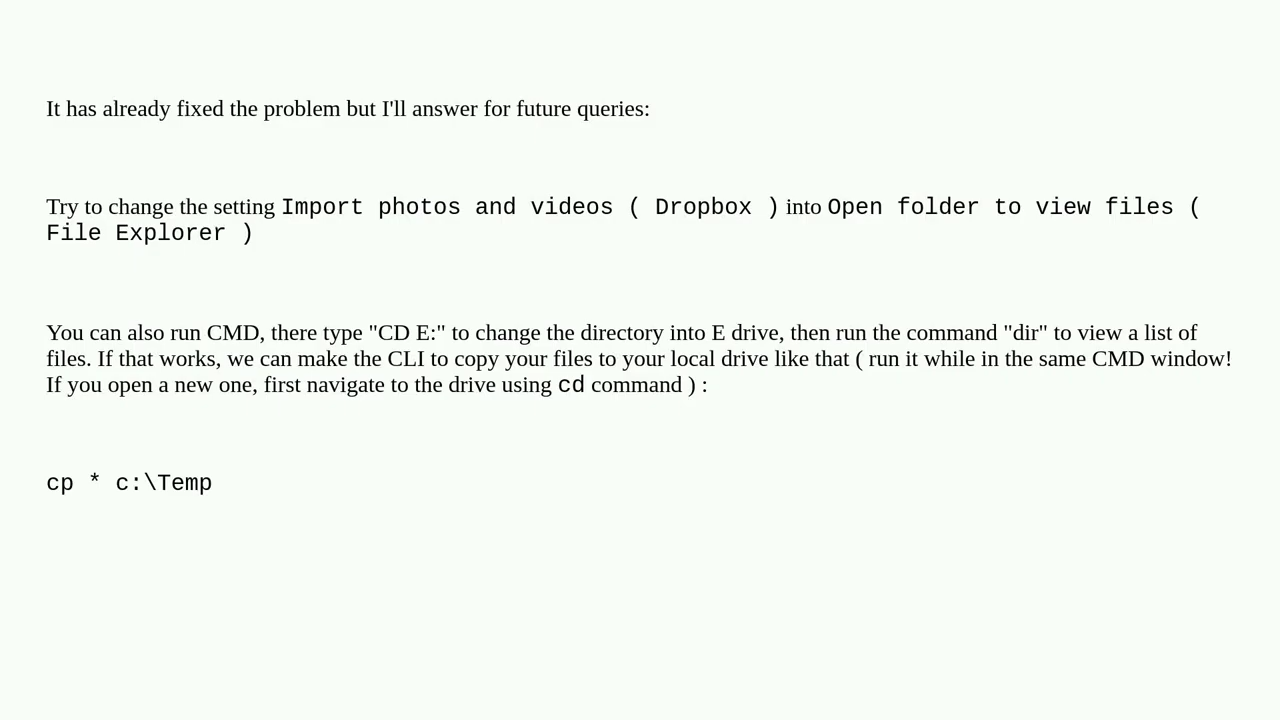 It has already fixed the problem but I'll answer for future queries:
Try to change the setting Import photos and videos ( Dropbox ) into Open folder to view files (
File Explorer )
You can also run CMD, there type "CD E:" to change the directory into E drive, then run the command "dir" to view a list of
files. If that works, we can make the CLI to copy your files to your local drive like that ( run it while in the same CMD window!
If you open a new one, first navigate to the drive using cd command ) :
cp * c:\Temp